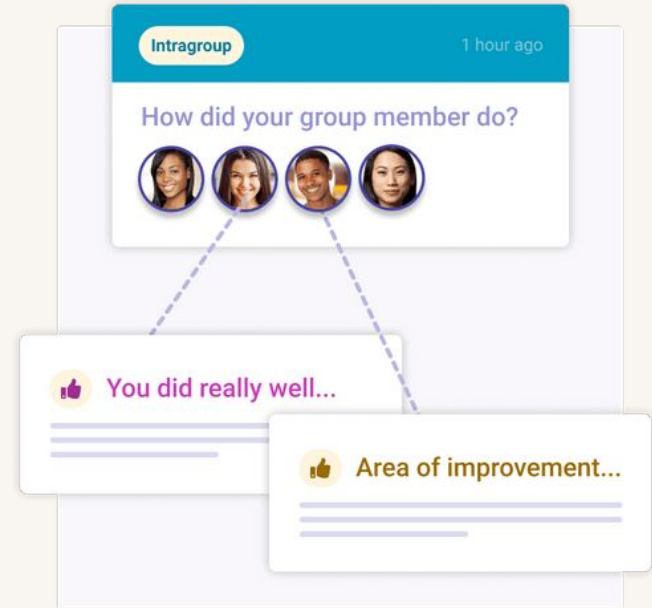 Intragroup
1 hour ago
How did your group member do?
You did really well...
Area of improvement...